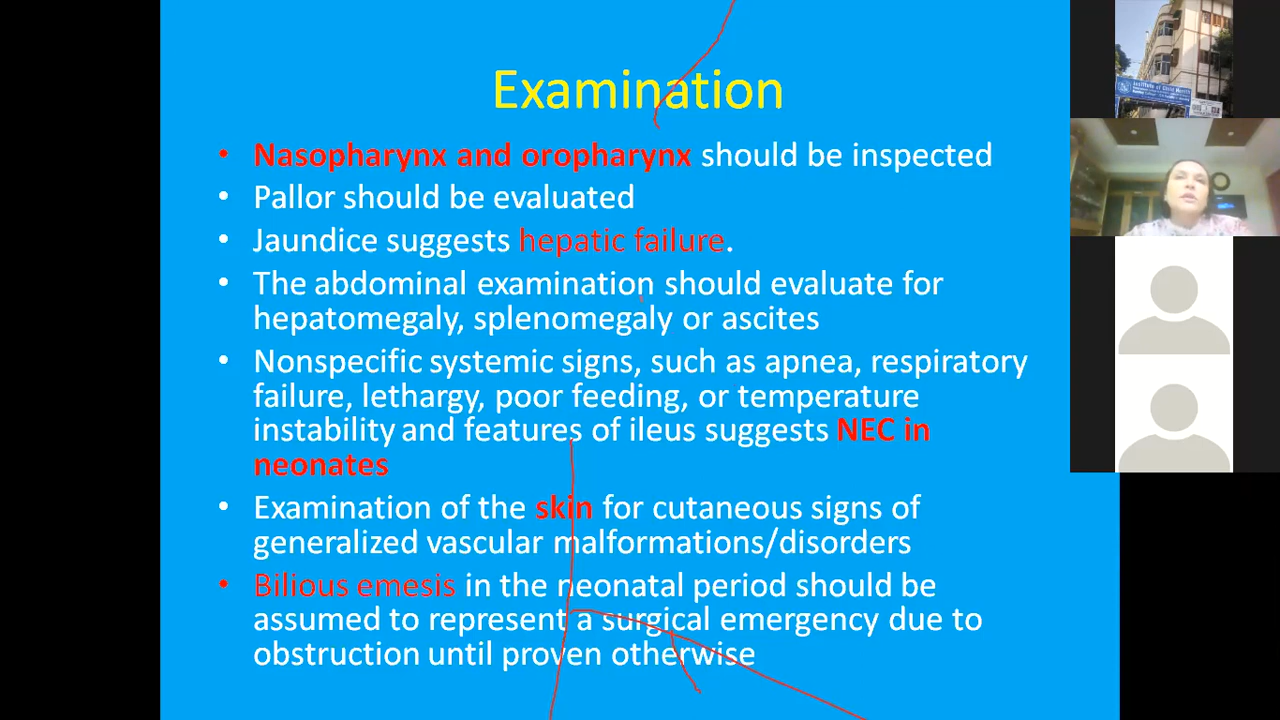 Examination
• Nasopharynx and oropharynx should be inspected
• Pallor should be evaluated
• Jaundice suggests hepatic failure.
• The abdominal examination should evaluate for
hepatomegaly, splenomegaly or ascites
• Nonspecific systemic signs, such as apnea, respiratory
failure, lethargy, poor feeding, or temperature
instability and features of ileus suggests NEC in
neonates
• Examination of the skin for cutaneous signs of
generalized vascular malformations/disorders
• Bilious emesis in the neonatal period should be
assumed to represent a surgical emergency due to
obstruction until proven otherwise
Institute of Child Health